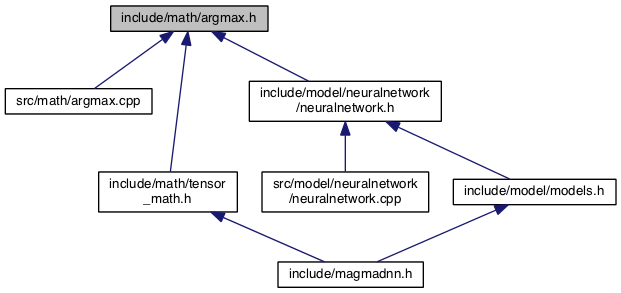 include/math/argmax.h
src/math/argmax.cpp
include/model/neuralnetwork
/neuralnetwork.h
include/math/tensor
_math.h
src/model/neuralnetwork
/neuralnetwork.cpp
include/model/models.h
include/magmadnn.h